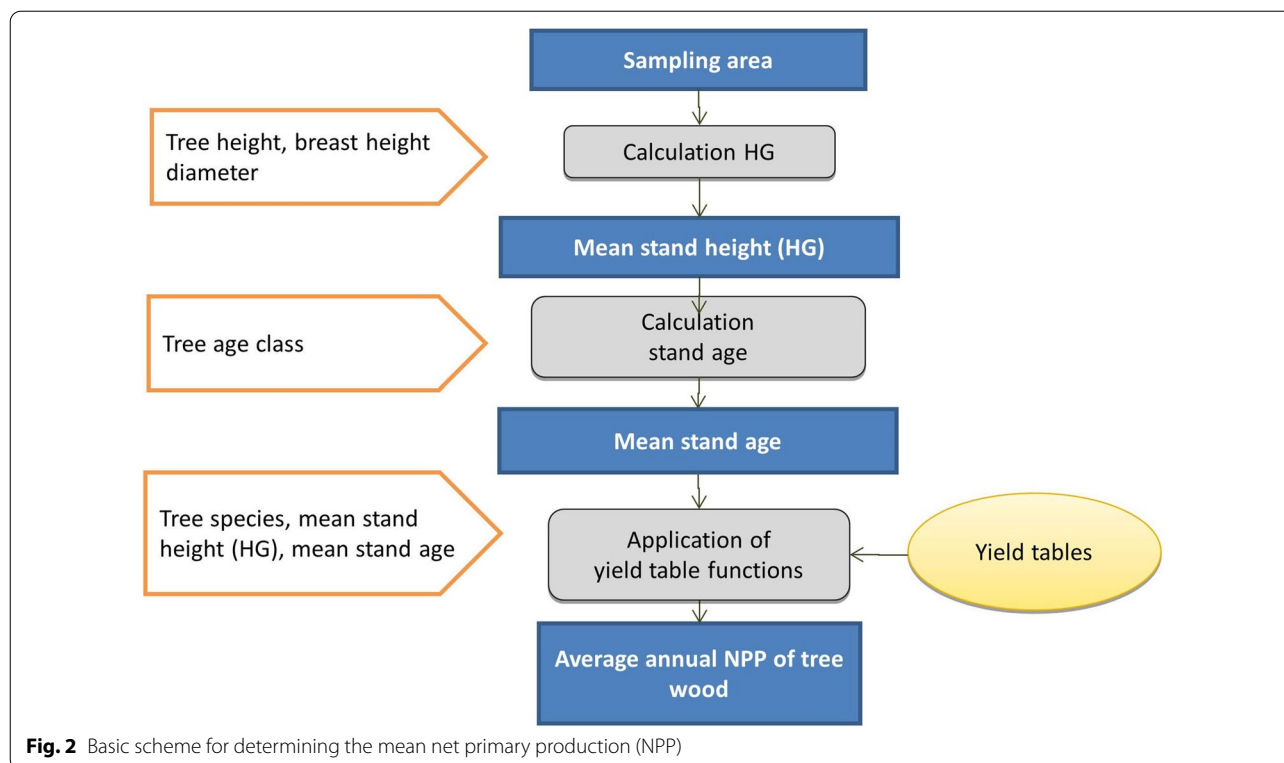 Sampling area
Tree height, breast height
diameter
Calculation HG
Mean stand height (HG)
Tree age class
Calculation
stand age
Mean stand age
Tree species, mean stand
height (HG), mean stand age
Application of
yield table functions
Yield tables
Average annual NPP of tree
wood
Fig. 2 Basic scheme for determining the mean net primary production (NPP)